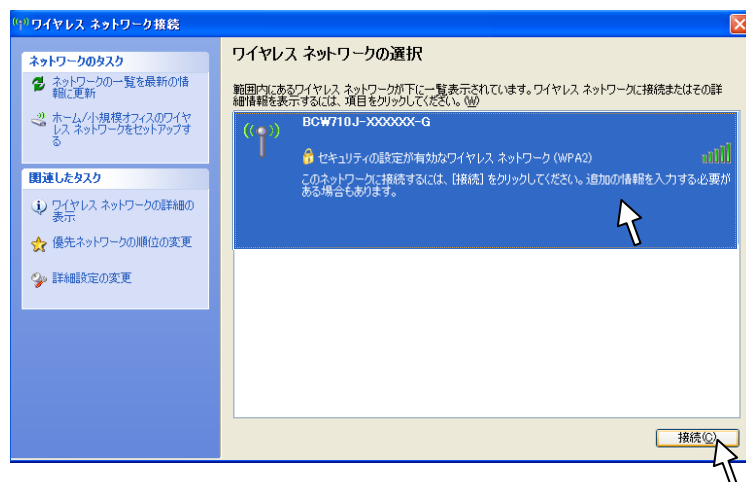 ワイヤレス ネットワーク接続
ネットワークのタスク
ネットワークの一覧を最新の情
報に更新
ホーム/小規模オフィスのワイヤ
レス ネットワークをセットアップす
る
関連したタスク
ワイヤレス ネットワークの詳細の
表示
優先ネットワークの順位の変更
詳細設定の変更
ワイヤレス ネットワークの選択
範囲内にあるワイヤレス ネットワークが下に一覧表示されています。ワイヤレス ネットワークに接続またはその詳
細情報を表示するには、項目をクリックしてください。(W)
BCW710J-XXXXXX-G
セキュリティの設定が有効なワイヤレス ネットワーク (WPA2)
このネットワークに接続するには、[接続] をクリックしてください。追加の情報を入力する必要が
ある場合もあります。
接続(C)